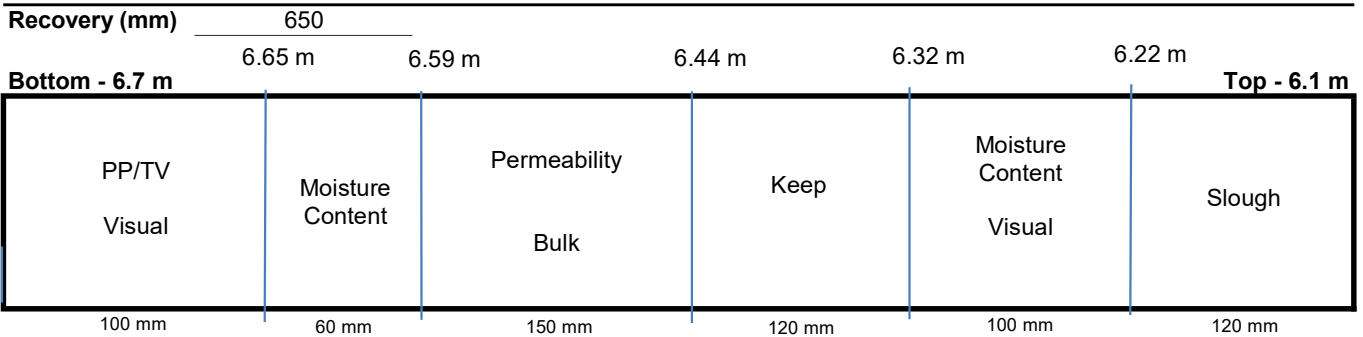 Recovery (mm) 650
6.65 m 6.59 m 6.44 m 6.32 m 6.22 m
Bottom - 6.7 m Top - 6.1 m
PP/TV
Visual
Moisture
Content
Permeability
Bulk
Keep
Moisture
Content
Visual
Slough
100 mm 60 mm 150 mm 120 mm 100 mm 120 mm